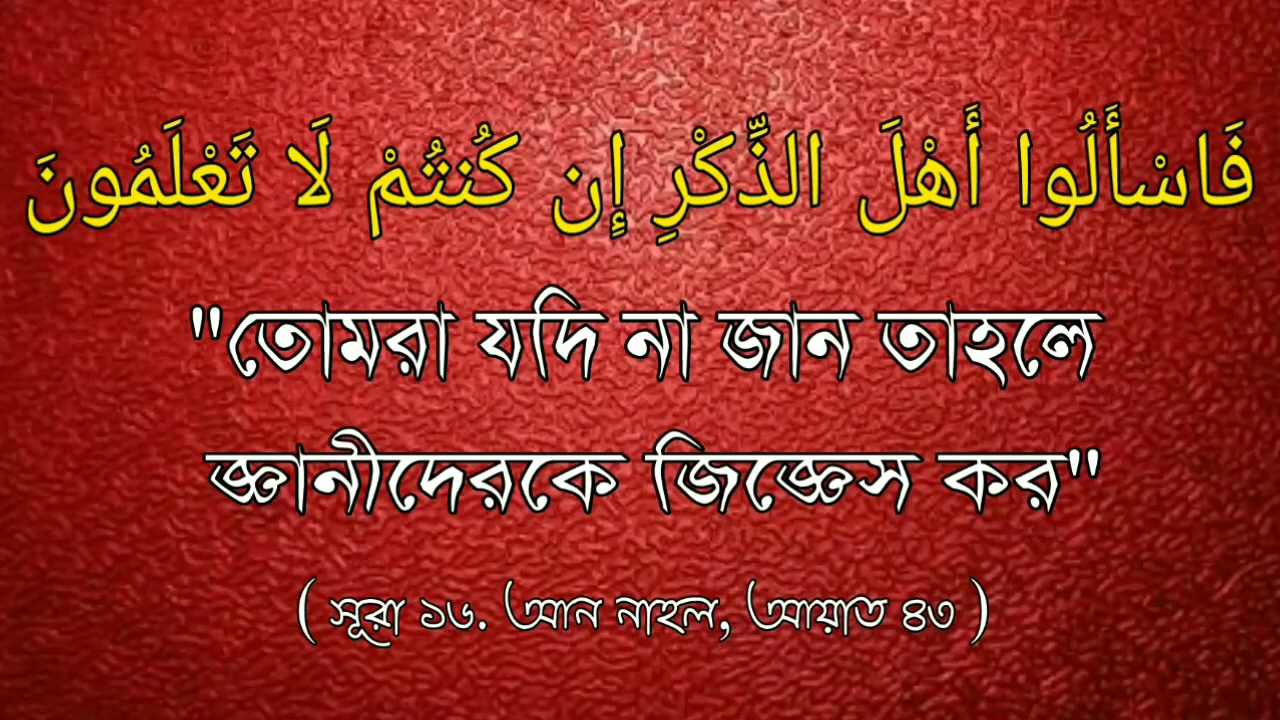 فَاسْأَلُوا أَهْلَ الذِّكْرِ إِن كُنتُمْ لَا تَعْلَمُونَ
"তোমরা যদি না জান তাহলে
জ্ঞানীদেরকে জিজ্ঞেস কর"
( সূরা ১৬. আন নাহল, আয়াত ৪৩ )